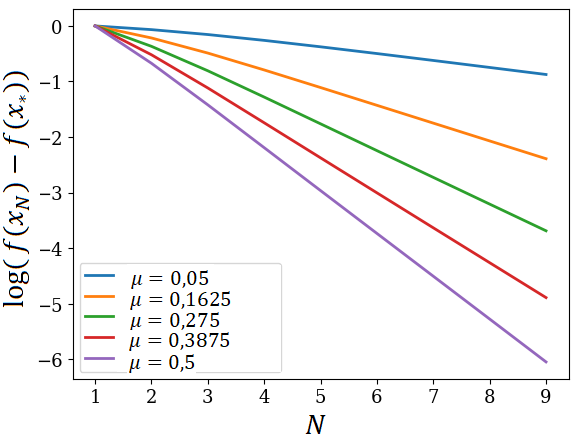 log(f(x_N) − f(x_*))
0
−1
−2
−3
−4
−5
−6
μ = 0,05
μ = 0,1625
μ = 0,275
μ = 0,3875
μ = 0,5
1 2 3 4 5 6 7 8 9
N